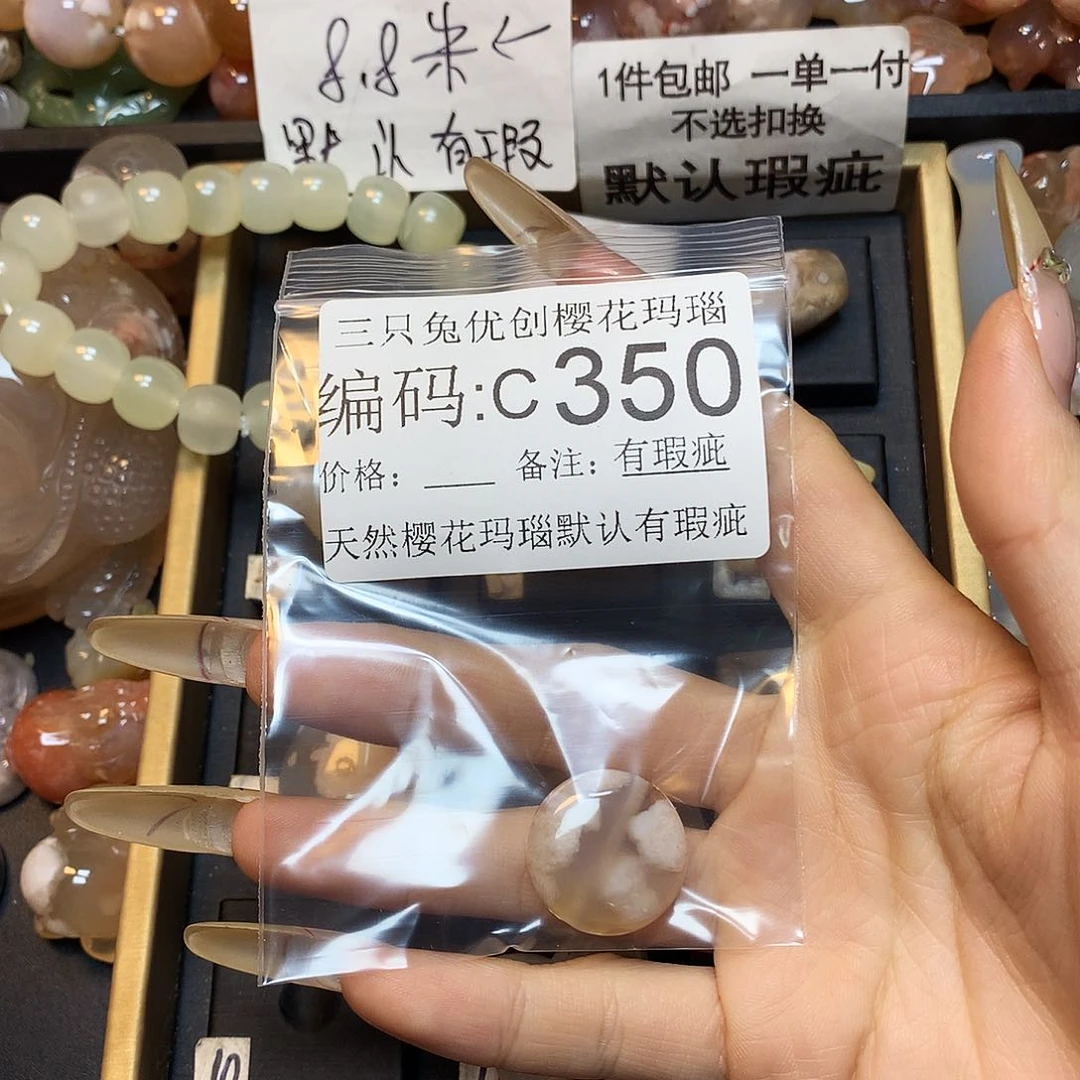 8.8米←
默认有瑕
1件包邮 一单一付
不选扣换
默认瑕疵
三只兔优创樱花玛瑙
编码:C350
价格：____ 备注：有瑕疵
天然樱花玛瑙默认有瑕疵